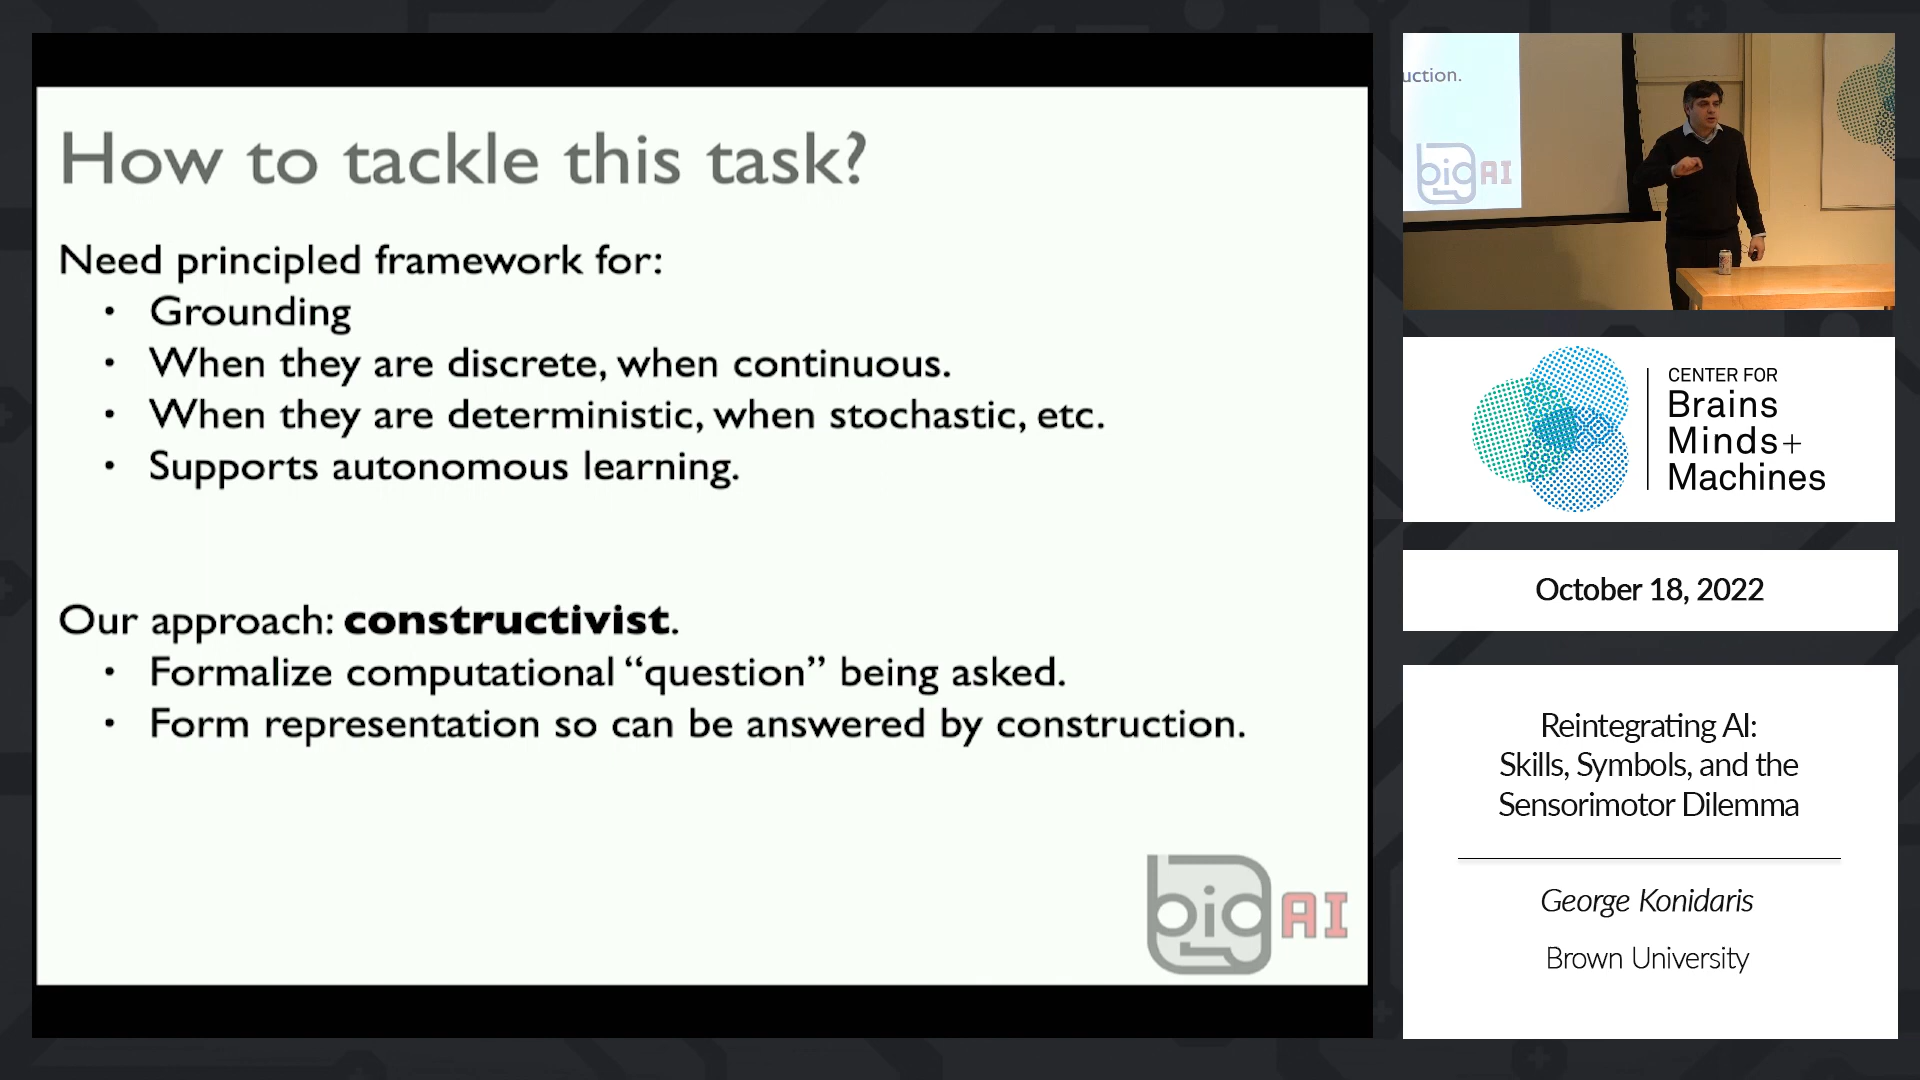 How to tackle this task?
Need principled framework for:
• Grounding
• When they are discrete, when continuous.
• When they are deterministic, when stochastic, etc.
• Supports autonomous learning.
Our approach: constructivist.
• Formalize computational “question” being asked.
• Form representation so can be answered by construction.
big AI
uction.
big AI
CENTER FOR
Brains
Minds+
Machines
October 18, 2022
Reintegrating AI:
Skills, Symbols, and the
Sensorimotor Dilemma
George Konidaris
Brown University